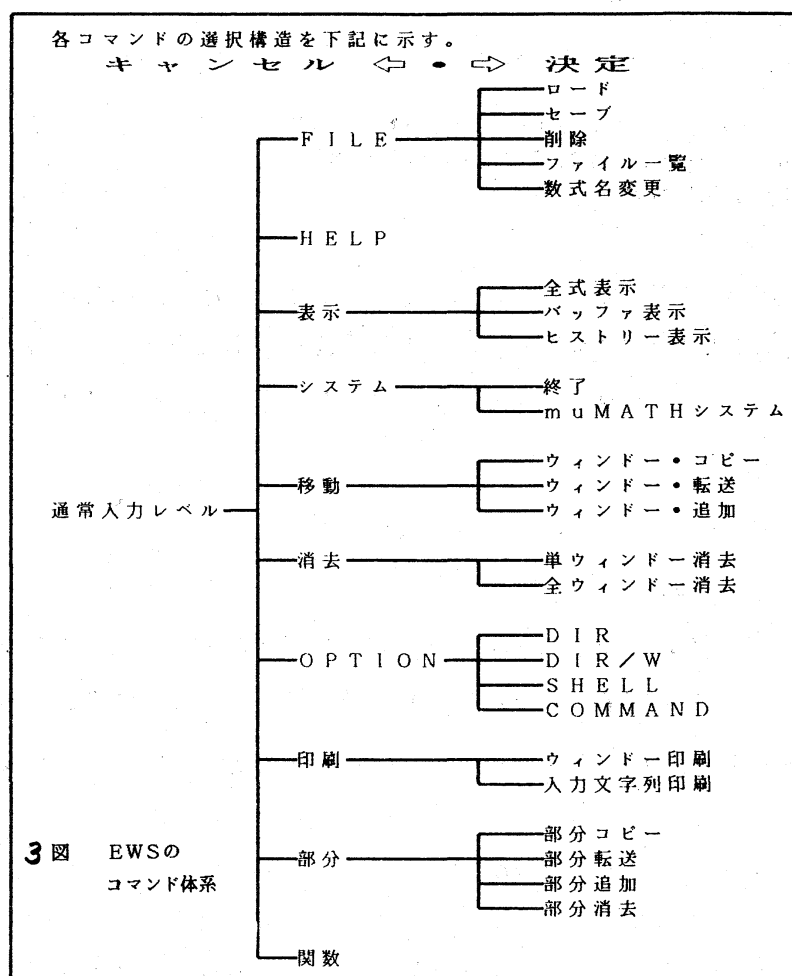 各コマンドの選択構造を下記に示す。
キャンセル ⇦ • ⇨ 決定
ロード
セーブ
FILE
削除
ファイル一覧
数式名変更
HELP
全式表示
表示
バッファ表示
ヒストリー表示
システム
終了
muMATHシステム
ウィンドー・コピー
移動
ウィンドー・転送
通常入力レベル
ウィンドー・追加
消去
単ウィンドー消去
全ウィンドー消去
DIR
OPTION
DIR/W
SHELL
COMMAND
印刷
ウィンドー印刷
入力文字列印刷
部分コピー
3図 EWSの
部分
部分転送
コマンド体系
部分追加
部分消去
関数